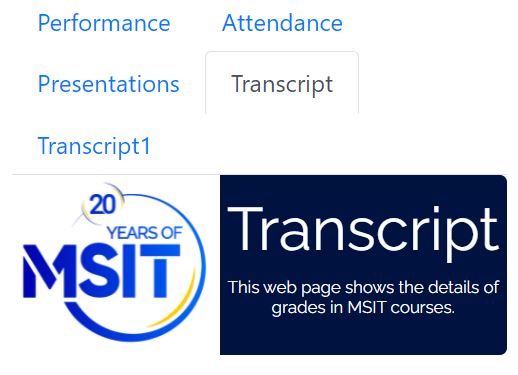 Performance Attendance
Presentations Transcript
Transcript1
20
YEARS OF
MSIT
Transcript
This web page shows the details of
grades in MSIT courses.